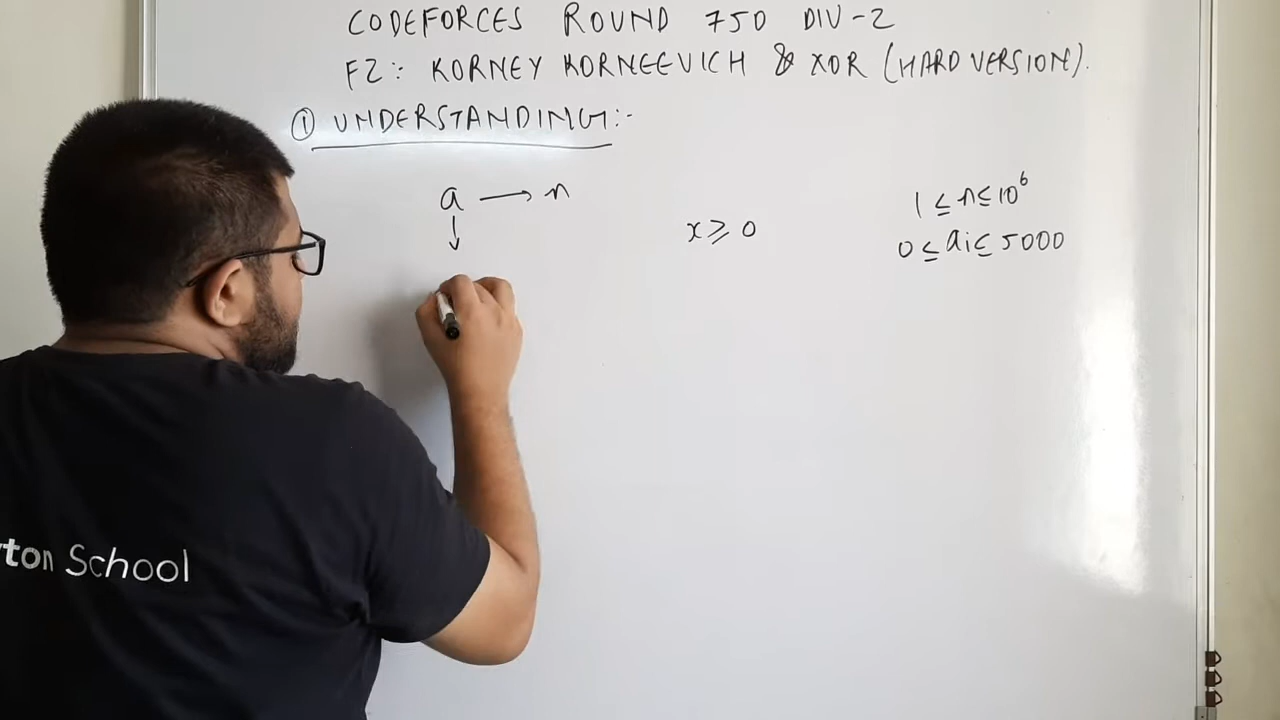 CODEFORCES ROUND 750 DIV-2
F2: KORNEY KORNEEVICH & XOR (HARD VERSION).
① UNDERSTANDING:-
a → n
↓
x ≥ 0
1 ≤ n ≤ 10⁶
0 ≤ ai ≤ 5000
ton School